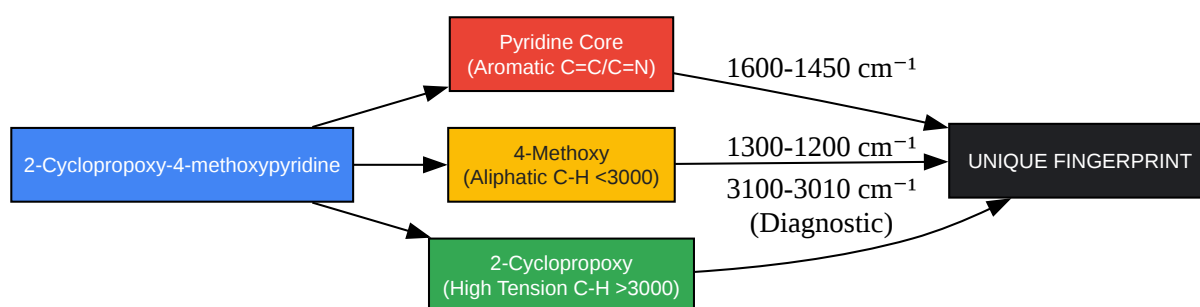 Pyridine Core
(Aromatic C=C/C=N)
1600-1450 cm⁻¹
2-Cyclopropoxy-4-methoxypyridine
4-Methoxy
(Aliphatic C-H <3000)
1300-1200 cm⁻¹
UNIQUE FINGERPRINT
3100-3010 cm⁻¹
(Diagnostic)
2-Cyclopropoxy
(High Tension C-H >3000)